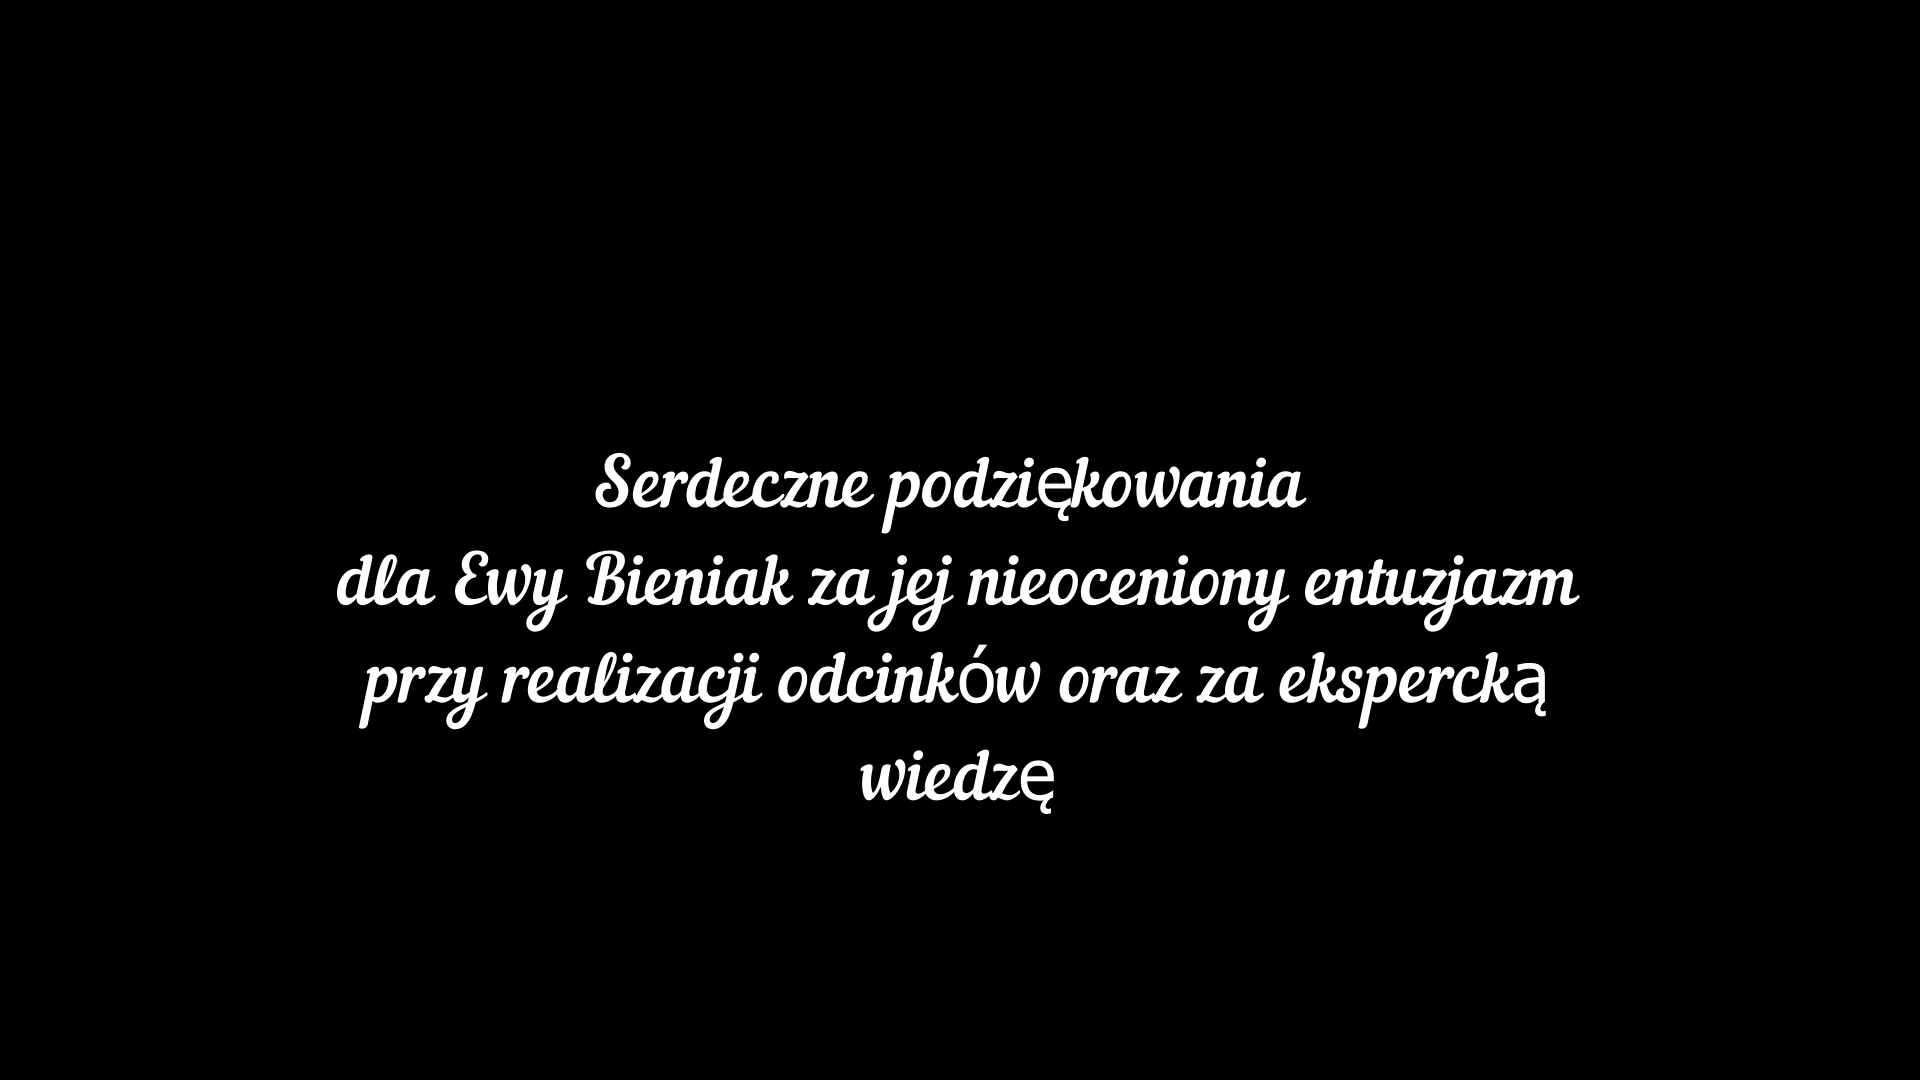 Serdeczne podziękowania
dla Ewy Bieniak za jej nieoceniony entuzjazm
przy realizacji odcinków oraz za ekspercką
wiedzę